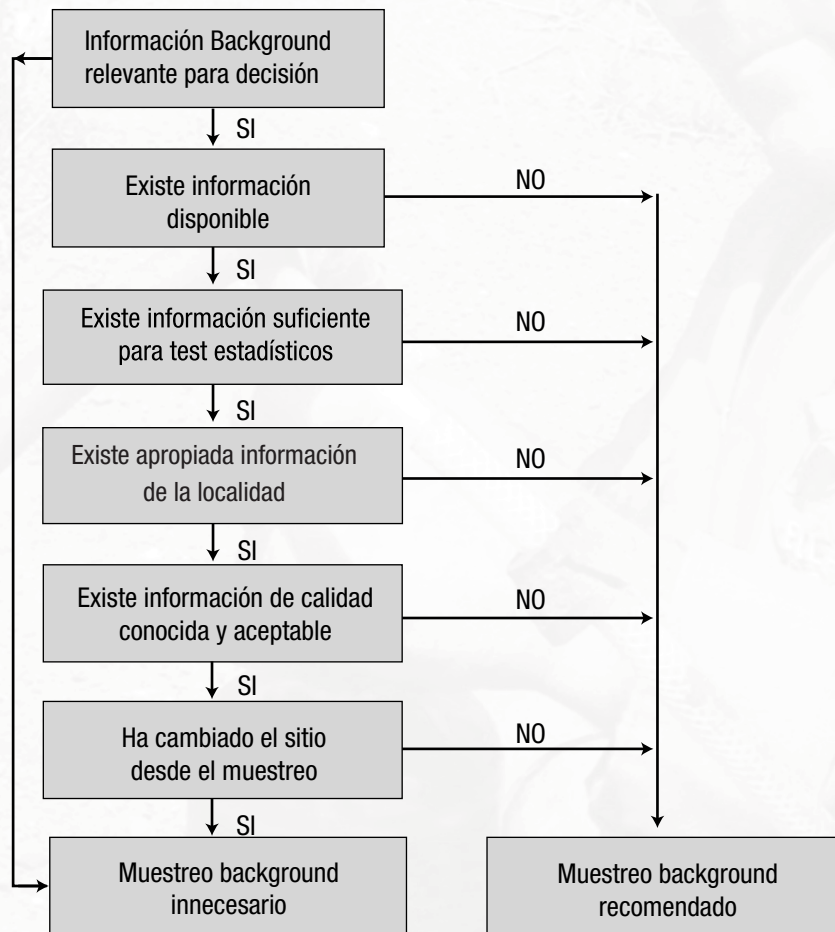 Información Background
relevante para decisión
SI
Existe información
disponible
NO
SI
Existe información suficiente
para test estadísticos
NO
SI
Existe apropiada información
de la localidad
NO
SI
Existe información de calidad
conocida y aceptable
NO
SI
Ha cambiado el sitio
desde el muestreo
NO
SI
Muestreo background
innecesario
Muestreo background
recomendado